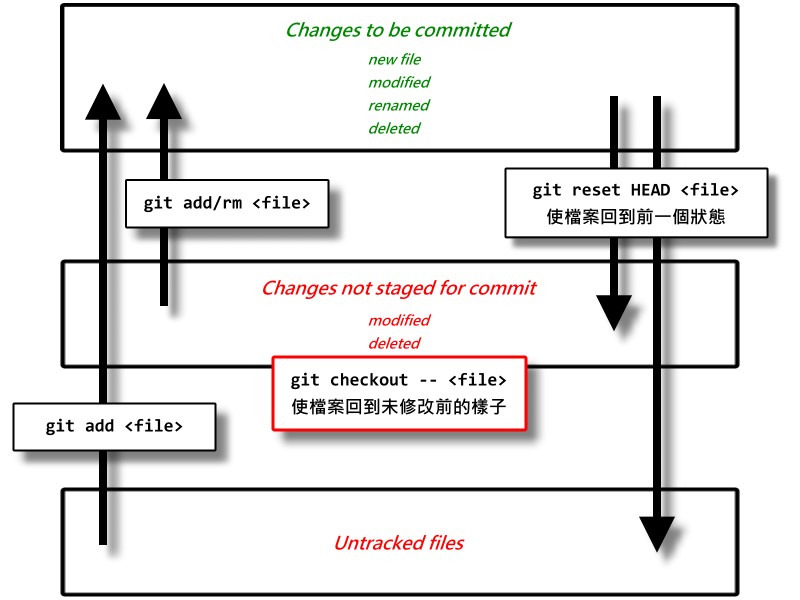 Changes to be committed
new file
modified
renamed
deleted
git add/rm <file>
git reset HEAD <file>
使檔案回到前一個狀態
Changes not staged for commit
modified
deleted
git checkout -- <file>
使檔案回到未修改前的樣子
git add <file>
Untracked files